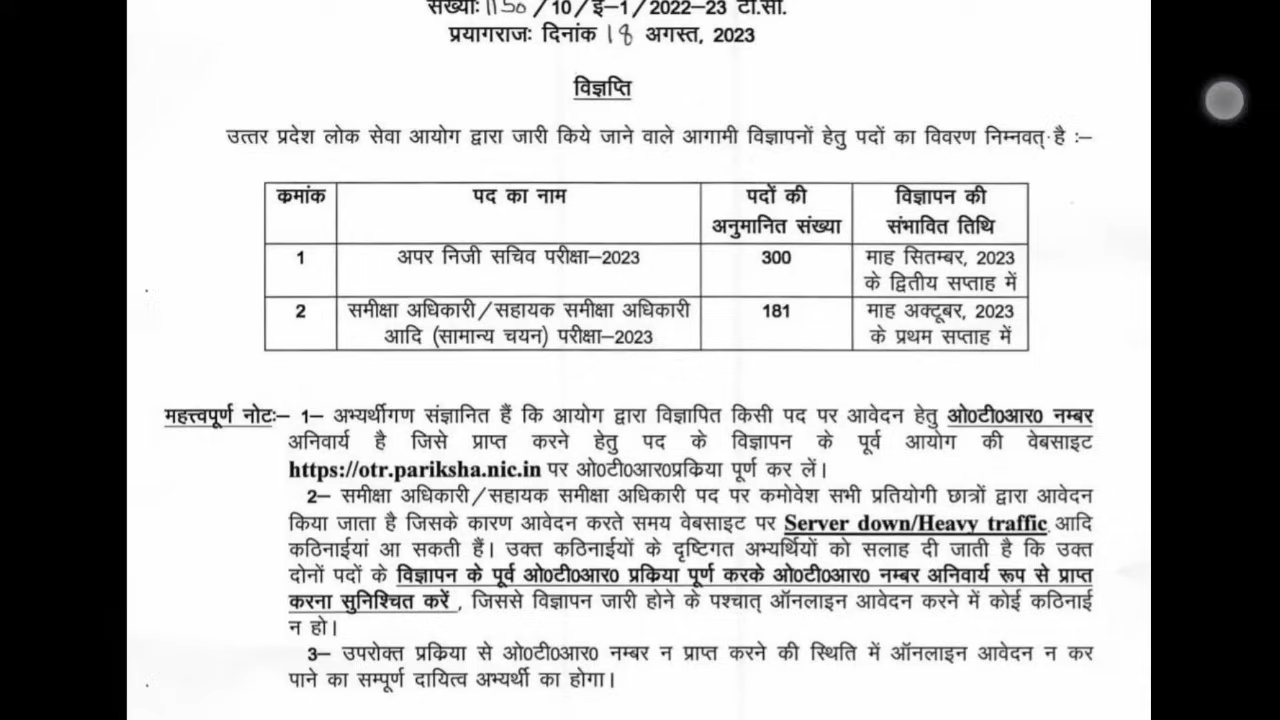 संख्याः 1150/10/ई–1/2022–23 टी.सी.
प्रयागराजः दिनांक 18 अगस्त, 2023
विज्ञप्ति
उत्तर प्रदेश लोक सेवा आयोग द्वारा जारी किये जाने वाले आगामी विज्ञापनों हेतु पदों का विवरण निम्नवत् है :–
क्रमांक पद का नाम पदों की अनुमानित संख्या विज्ञापन की संभावित तिथि
1 अपर निजी सचिव परीक्षा–2023 300 माह सितम्बर, 2023 के द्वितीय सप्ताह में
2 समीक्षा अधिकारी/सहायक समीक्षा अधिकारी आदि (सामान्य चयन) परीक्षा–2023 181 माह अक्टूबर, 2023 के प्रथम सप्ताह में
महत्त्वपूर्ण नोटः– 1– अभ्यर्थीगण संज्ञानित हैं कि आयोग द्वारा विज्ञापित किसी पद पर आवेदन हेतु ओ0टी0आर0 नम्बर
अनिवार्य है जिसे प्राप्त करने हेतु पद के विज्ञापन के पूर्व आयोग की वेबसाइट
https://otr.pariksha.nic.in पर ओ0टी0आर0प्रक्रिया पूर्ण कर लें।
2– समीक्षा अधिकारी/सहायक समीक्षा अधिकारी पद पर कमोवेश सभी प्रतियोगी छात्रों द्वारा आवेदन
किया जाता है जिसके कारण आवेदन करते समय वेबसाइट पर Server down/Heavy traffic आदि
कठिनाईयां आ सकती हैं। उक्त कठिनाईयों के दृष्टिगत अभ्यर्थियों को सलाह दी जाती है कि उक्त
दोनों पदों के विज्ञापन के पूर्व ओ0टी0आर0 प्रक्रिया पूर्ण करके ओ0टी0आर0 नम्बर अनिवार्य रूप से प्राप्त
करना सुनिश्चित करें, जिससे विज्ञापन जारी होने के पश्चात् ऑनलाइन आवेदन करने में कोई कठिनाई
न हो।
3– उपरोक्त प्रक्रिया से ओ0टी0आर0 नम्बर न प्राप्त करने की स्थिति में ऑनलाइन आवेदन न कर
पाने का सम्पूर्ण दायित्व अभ्यर्थी का होगा।